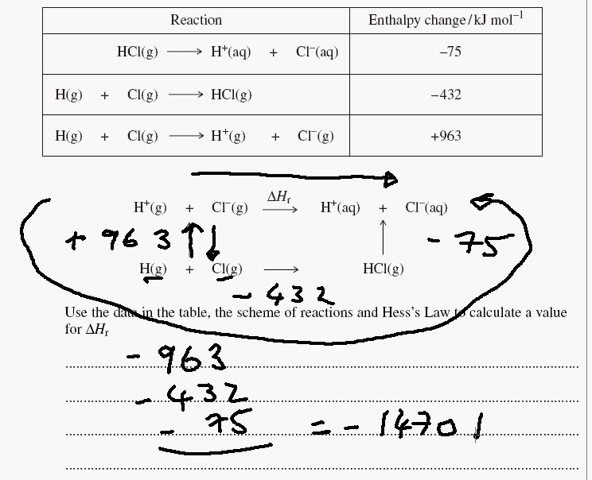 Reaction Enthalpy change/kJ mol⁻¹
HCl(g) ⟶ H⁺(aq) + Cl⁻(aq) –75
H(g) + Cl(g) ⟶ HCl(g) –432
H(g) + Cl(g) ⟶ H⁺(g) + Cl⁻(g) +963
ΔHᵣ
H⁺(g) + Cl⁻(g) ⟶ H⁺(aq) + Cl⁻(aq)
+ 963 ↑↓ ↑ - 75
H(g) + Cl(g) ⟶ HCl(g)
- 432
Use the data in the table, the scheme of reactions and Hess's Law to calculate a value
for ΔHᵣ
- 963
- 432
- 75 = - 1470